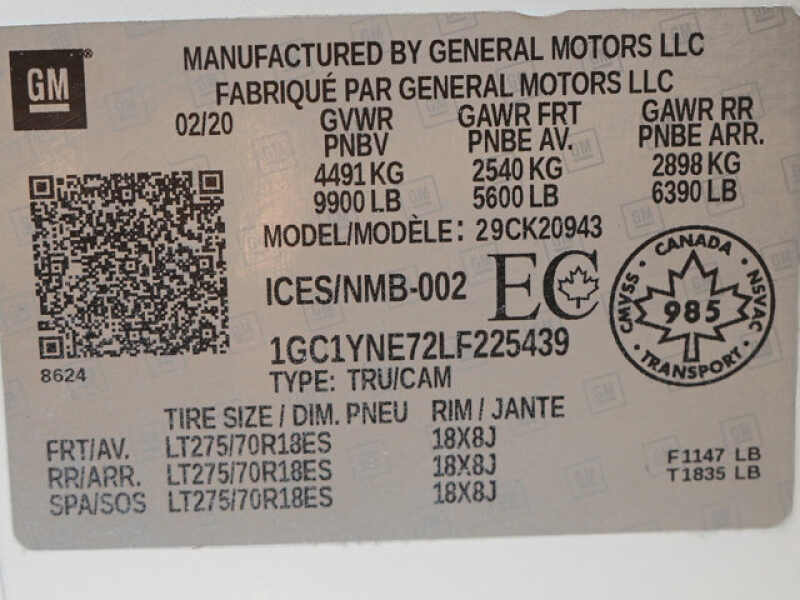 GM
MANUFACTURED BY GENERAL MOTORS LLC
FABRIQUÉ PAR GENERAL MOTORS LLC
02/20
GVWR
PNBV
4491 KG
9900 LB
GAWR FRT
PNBE AV.
2540 KG
5600 LB
GAWR RR
PNBE ARR.
2898 KG
6390 LB
MODEL/MODÈLE: 29CK20943
ICES/NMB-002
EC
CANADA
CMVSS
985
NSVAC
TRANSPORT
8624
1GC1YNE72LF225439
TYPE: TRU/CAM
TIRE SIZE / DIM. PNEU RIM / JANTE
FRT/AV. LT275/70R18ES 18X8J
RR/ARR. LT275/70R18ES 18X8J
SPA/SOS LT275/70R18ES 18X8J
F1147 LB
T1835 LB